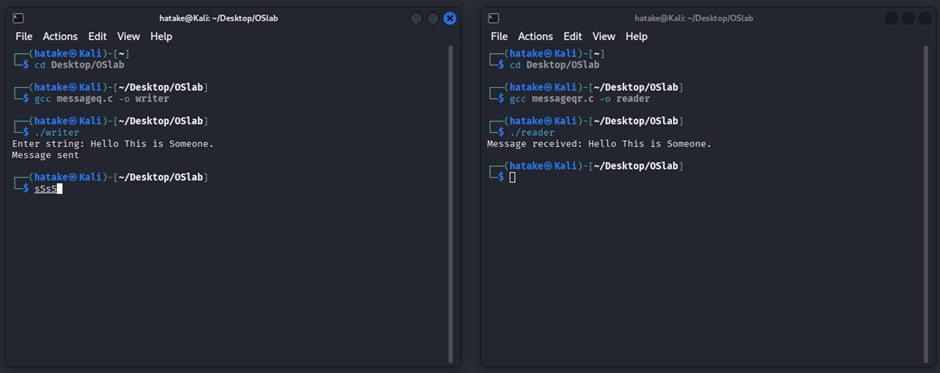 hatake@Kali: ~/Desktop/OSlab
File Actions Edit View Help
┌──(hatake㉿Kali)-[~]
└─$ cd Desktop/OSlab
┌──(hatake㉿Kali)-[~/Desktop/OSlab]
└─$ gcc messageq.c -o writer
┌──(hatake㉿Kali)-[~/Desktop/OSlab]
└─$ ./writer
Enter string: Hello This is Someone.
Message sent
┌──(hatake㉿Kali)-[~/Desktop/OSlab]
└─$ sSsS
hatake@Kali: ~/Desktop/OSlab
File Actions Edit View Help
┌──(hatake㉿Kali)-[~]
└─$ cd Desktop/OSlab
┌──(hatake㉿Kali)-[~/Desktop/OSlab]
└─$ gcc messageqr.c -o reader
┌──(hatake㉿Kali)-[~/Desktop/OSlab]
└─$ ./reader
Message received: Hello This is Someone.
┌──(hatake㉿Kali)-[~/Desktop/OSlab]
└─$